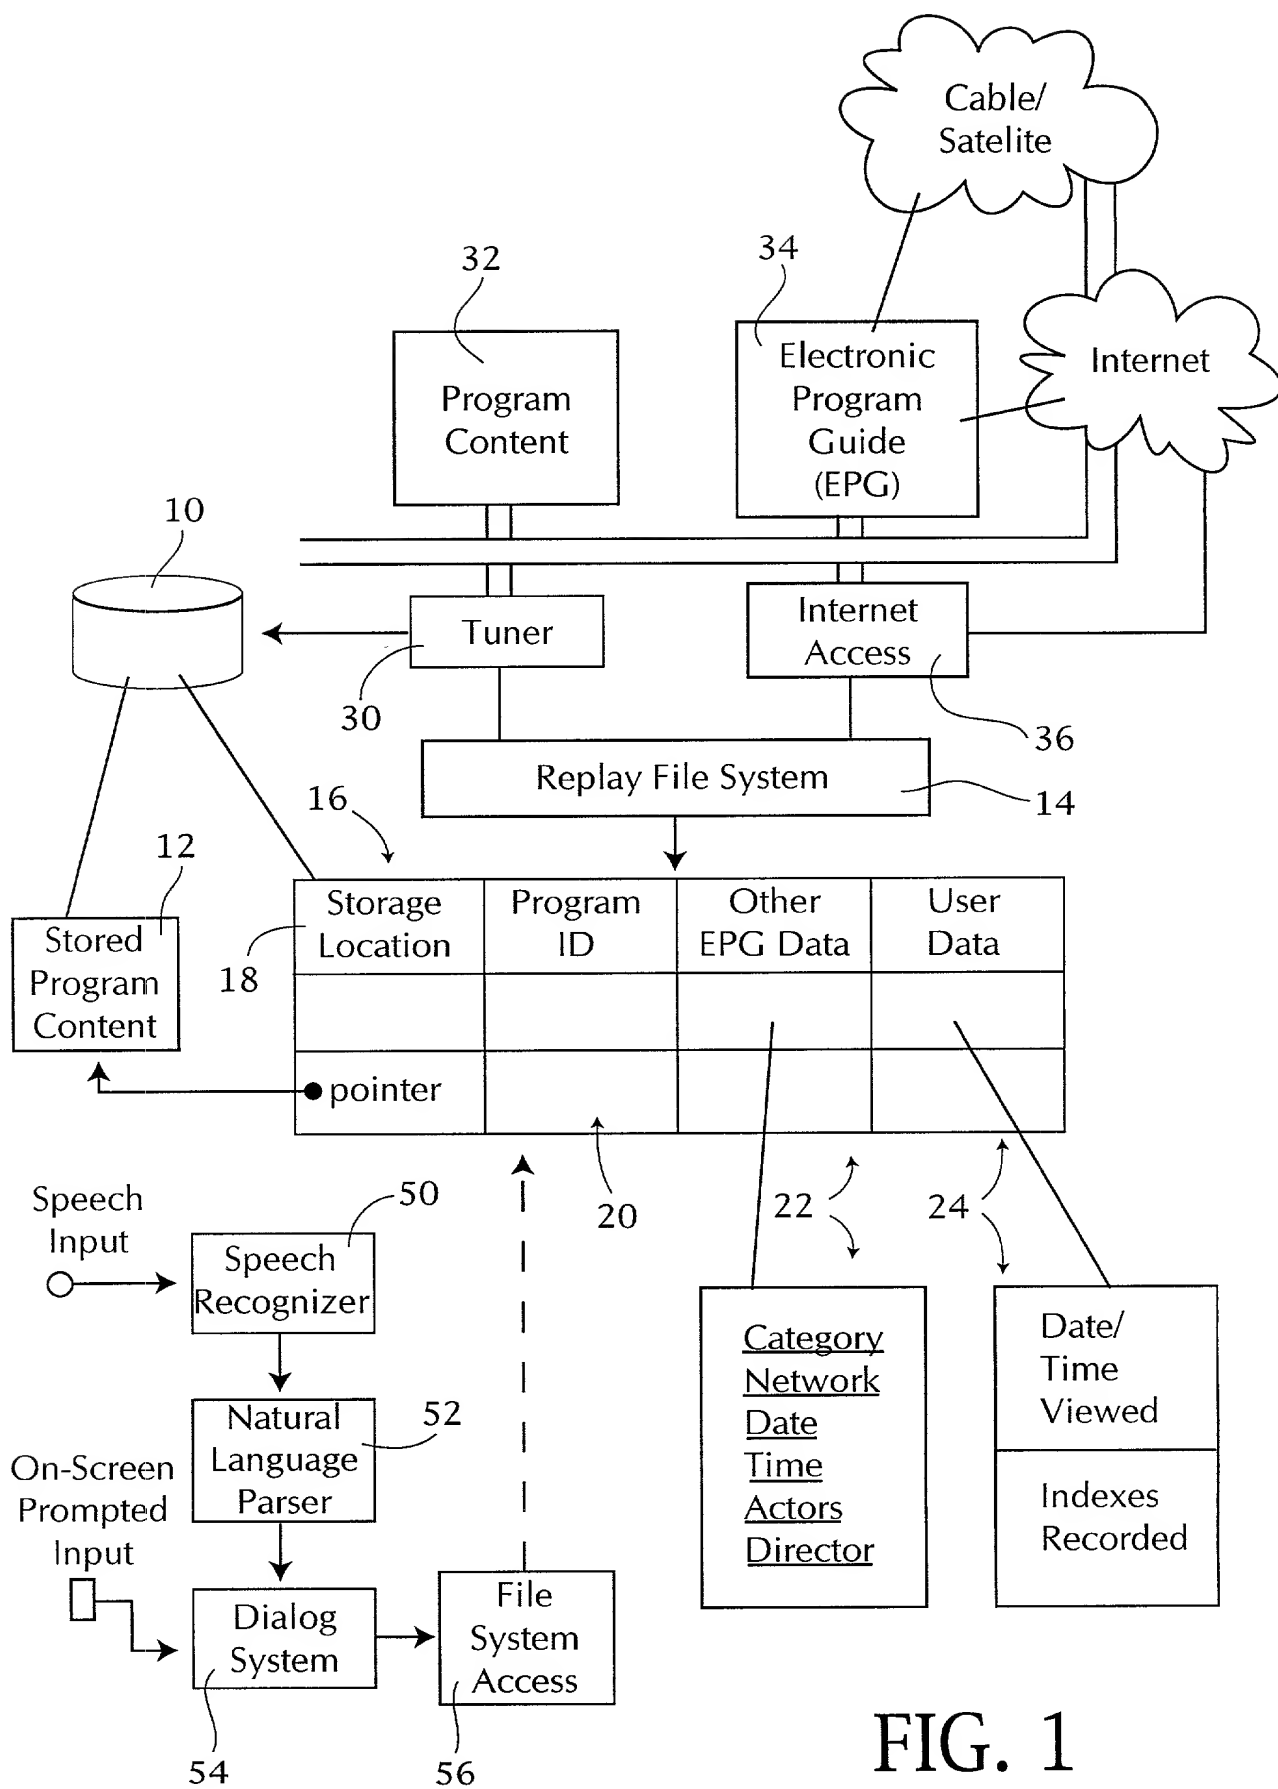 Cable/
Satelite
32
34
Program
Content
Electronic
Program
Guide
(EPG)
Internet
10
Tuner
Internet
Access
30
36
Replay File System
14
16
12
Stored
Program
Content
18
Storage
Location
Program
ID
Other
EPG Data
User
Data
pointer
20
22
24
Speech
Input
50
Speech
Recognizer
Natural
Language
Parser
52
On-Screen
Prompted
Input
Dialog
System
54
File
System
Access
56
Category
Network
Date
Time
Actors
Director
Date/
Time
Viewed
Indexes
Recorded
FIG. 1